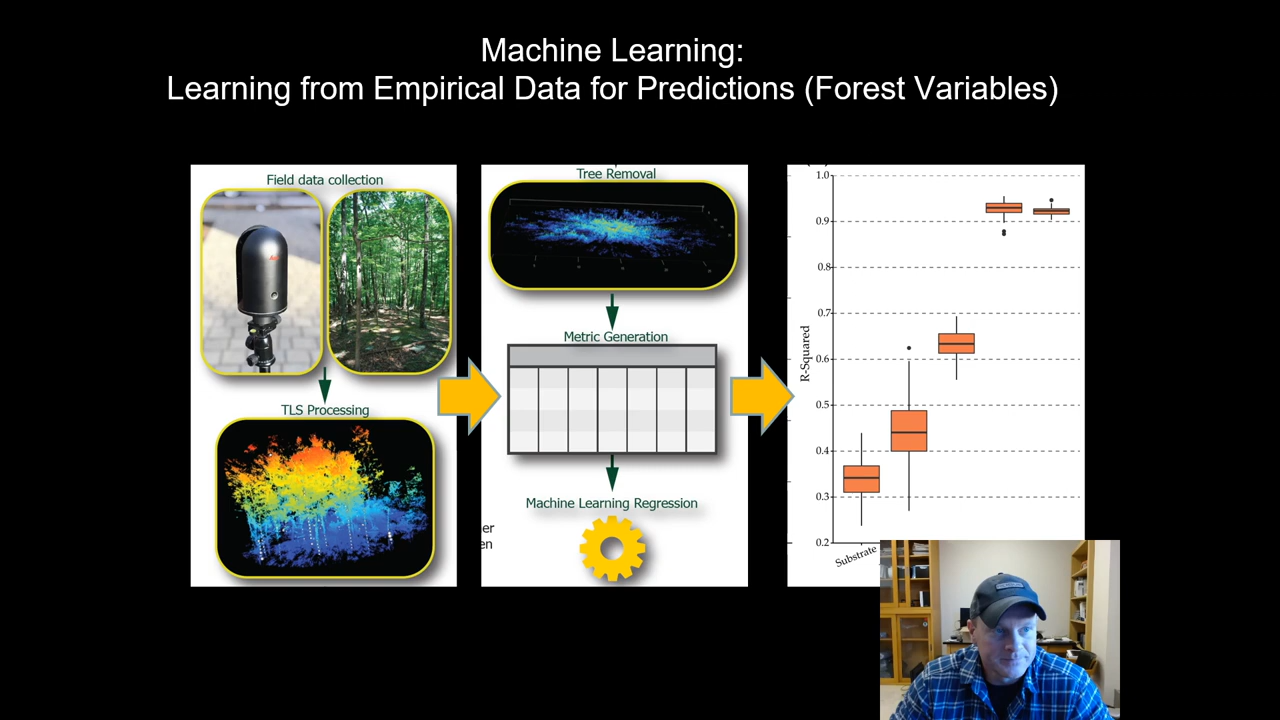 Machine Learning:
Learning from Empirical Data for Predictions (Forest Variables)
Field data collection
TLS Processing
er
en
Tree Removal
Metric Generation
Machine Learning Regression
R-Squared
1.0
0.9
0.8
0.7
0.6
0.5
0.4
0.3
0.2
Substrate